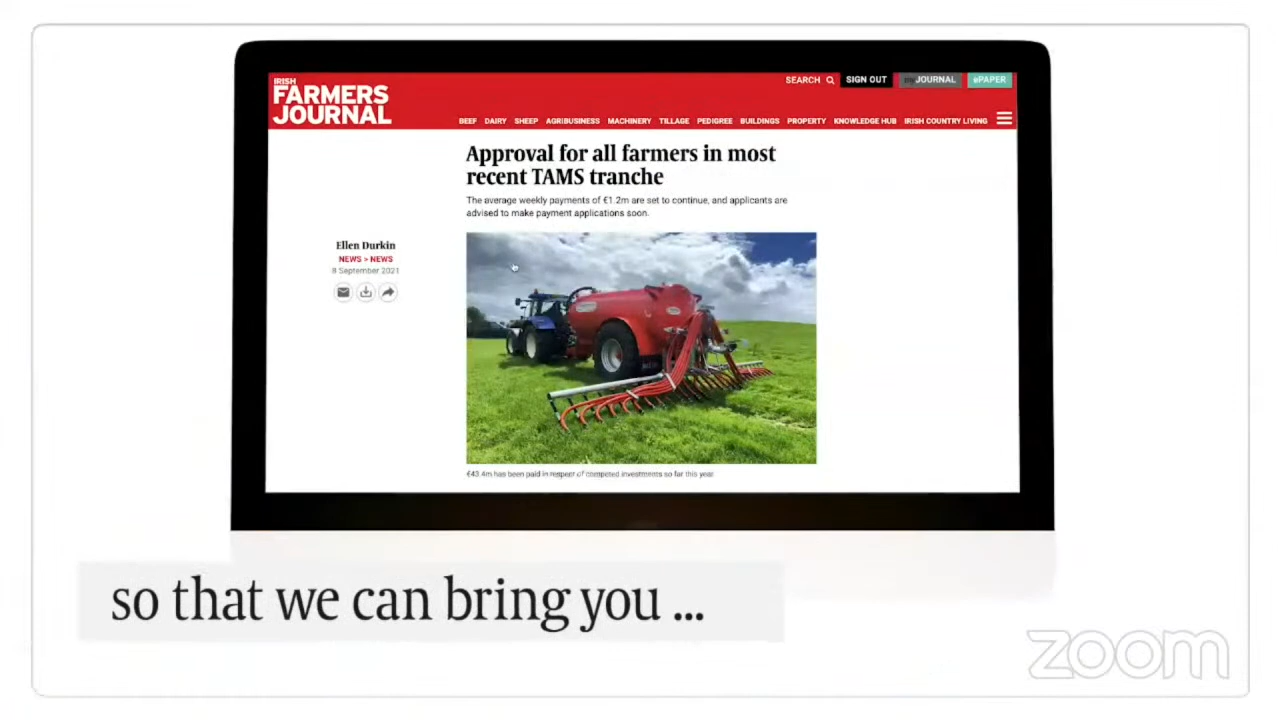 IRISH
FARMERS
JOURNAL
SEARCH
SIGN OUT
my JOURNAL
ePAPER
BEEF DAIRY SHEEP AGRIBUSINESS MACHINERY TILLAGE PEDIGREE BUILDINGS PROPERTY KNOWLEDGE HUB IRISH COUNTRY LIVING
Approval for all farmers in most
recent TAMS tranche
The average weekly payments of €1.2m are set to continue, and applicants are
advised to make payment applications soon.
Ellen Durkin
NEWS > NEWS
8 September 2021
€43.4m has been paid in respect of competed investments so far this year.
so that we can bring you ...
zoom